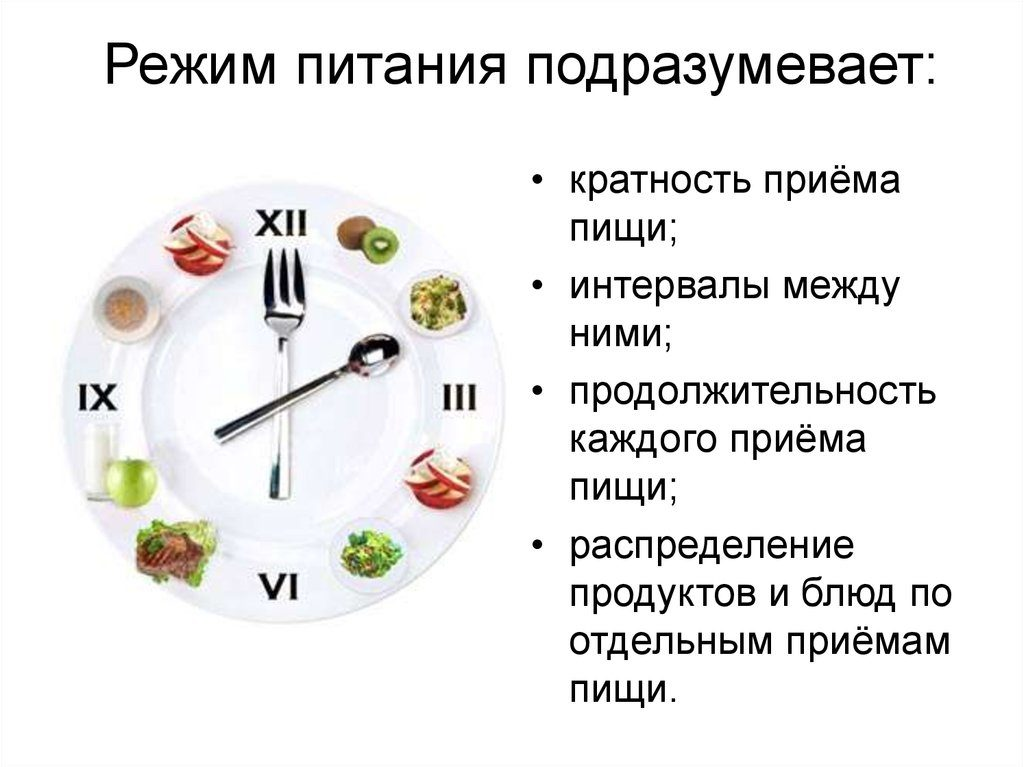 Режим питания подразумевает:
XII
IX
III
VI
• кратность приёма
пищи;
• интервалы между
ними;
• продолжительность
каждого приёма
пищи;
• распределение
продуктов и блюд по
отдельным приёмам
пищи.